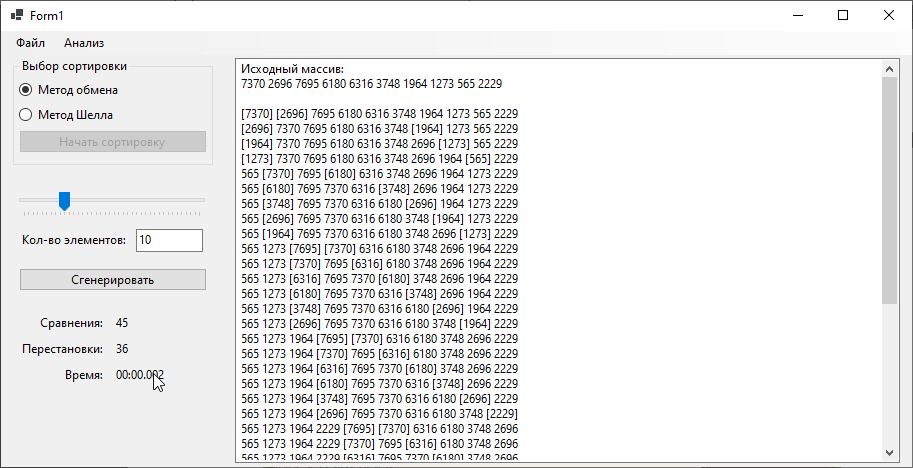 Form1
Файл Анализ
Выбор сортировки
Метод обмена
Метод Шелла
Начать сортировку
Кол-во элементов: 10
Сгенерировать
Сравнения: 45
Перестановки: 36
Время: 00:00.002
Исходный массив:
7370 2696 7695 6180 6316 3748 1964 1273 565 2229
[7370] [2696] 7695 6180 6316 3748 1964 1273 565 2229
[2696] 7370 7695 6180 6316 3748 [1964] 1273 565 2229
[1964] 7370 7695 6180 6316 3748 2696 [1273] 565 2229
[1273] 7370 7695 6180 6316 3748 2696 1964 [565] 2229
565 [7370] 7695 [6180] 6316 3748 2696 1964 1273 2229
565 [6180] 7695 7370 6316 [3748] 2696 1964 1273 2229
565 [3748] 7695 7370 6316 6180 [2696] 1964 1273 2229
565 [2696] 7695 7370 6316 6180 3748 [1964] 1273 2229
565 [1964] 7695 7370 6316 6180 3748 2696 [1273] 2229
565 1273 [7695] [7370] 6316 6180 3748 2696 1964 2229
565 1273 [7370] 7695 [6316] 6180 3748 2696 1964 2229
565 1273 [6316] 7695 7370 [6180] 3748 2696 1964 2229
565 1273 [6180] 7695 7370 6316 [3748] 2696 1964 2229
565 1273 [3748] 7695 7370 6316 6180 [2696] 1964 2229
565 1273 [2696] 7695 7370 6316 6180 3748 [1964] 2229
565 1273 1964 [7695] [7370] 6316 6180 3748 2696 2229
565 1273 1964 [7370] 7695 [6316] 6180 3748 2696 2229
565 1273 1964 [6316] 7695 7370 [6180] 3748 2696 2229
565 1273 1964 [6180] 7695 7370 6316 [3748] 2696 2229
565 1273 1964 [3748] 7695 7370 6316 6180 [2696] 2229
565 1273 1964 [2696] 7695 7370 6316 6180 3748 [2229]
565 1273 1964 2229 [7695] [7370] 6316 6180 3748 2696
565 1273 1964 2229 [7370] 7695 [6316] 6180 3748 2696
565 1273 1964 2229 [6316] 7695 7370 [6180] 3748 2696